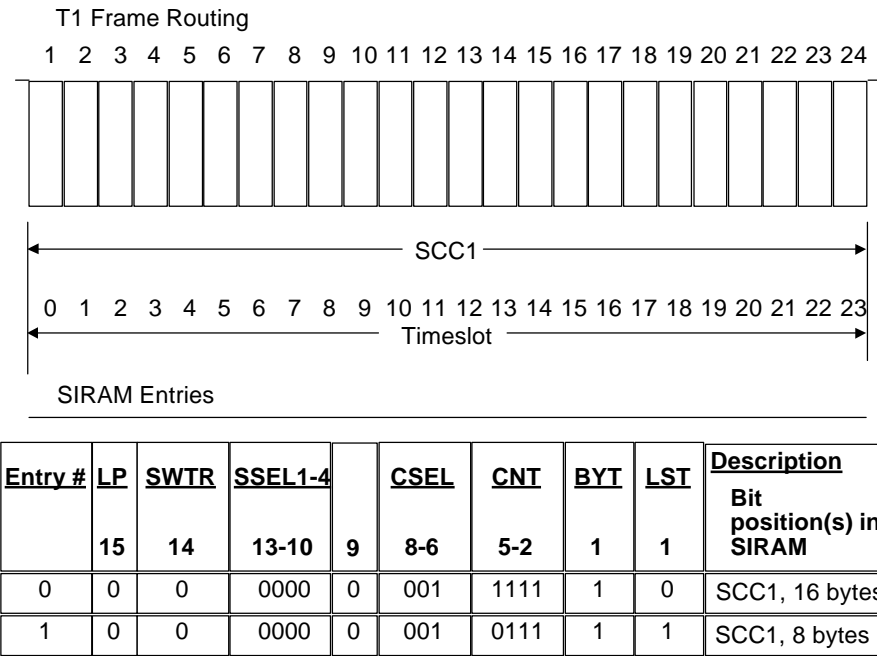 T1 Frame Routing
1 2 3 4 5 6 7 8 9 10 11 12 13 14 15 16 17 18 19 20 21 22 23 24
SCC1
0 1 2 3 4 5 6 7 8 9 10 11 12 13 14 15 16 17 18 19 20 21 22 23
Timeslot
SIRAM Entries
Entry # LP SWTR SSEL1-4 CSEL CNT BYT LST Description
Bit
position(s) in
15 14 13-10 9 8-6 5-2 1 1 SIRAM
0 0 0 0000 0 001 1111 1 0 SCC1, 16 bytes
1 0 0 0000 0 001 0111 1 1 SCC1, 8 bytes